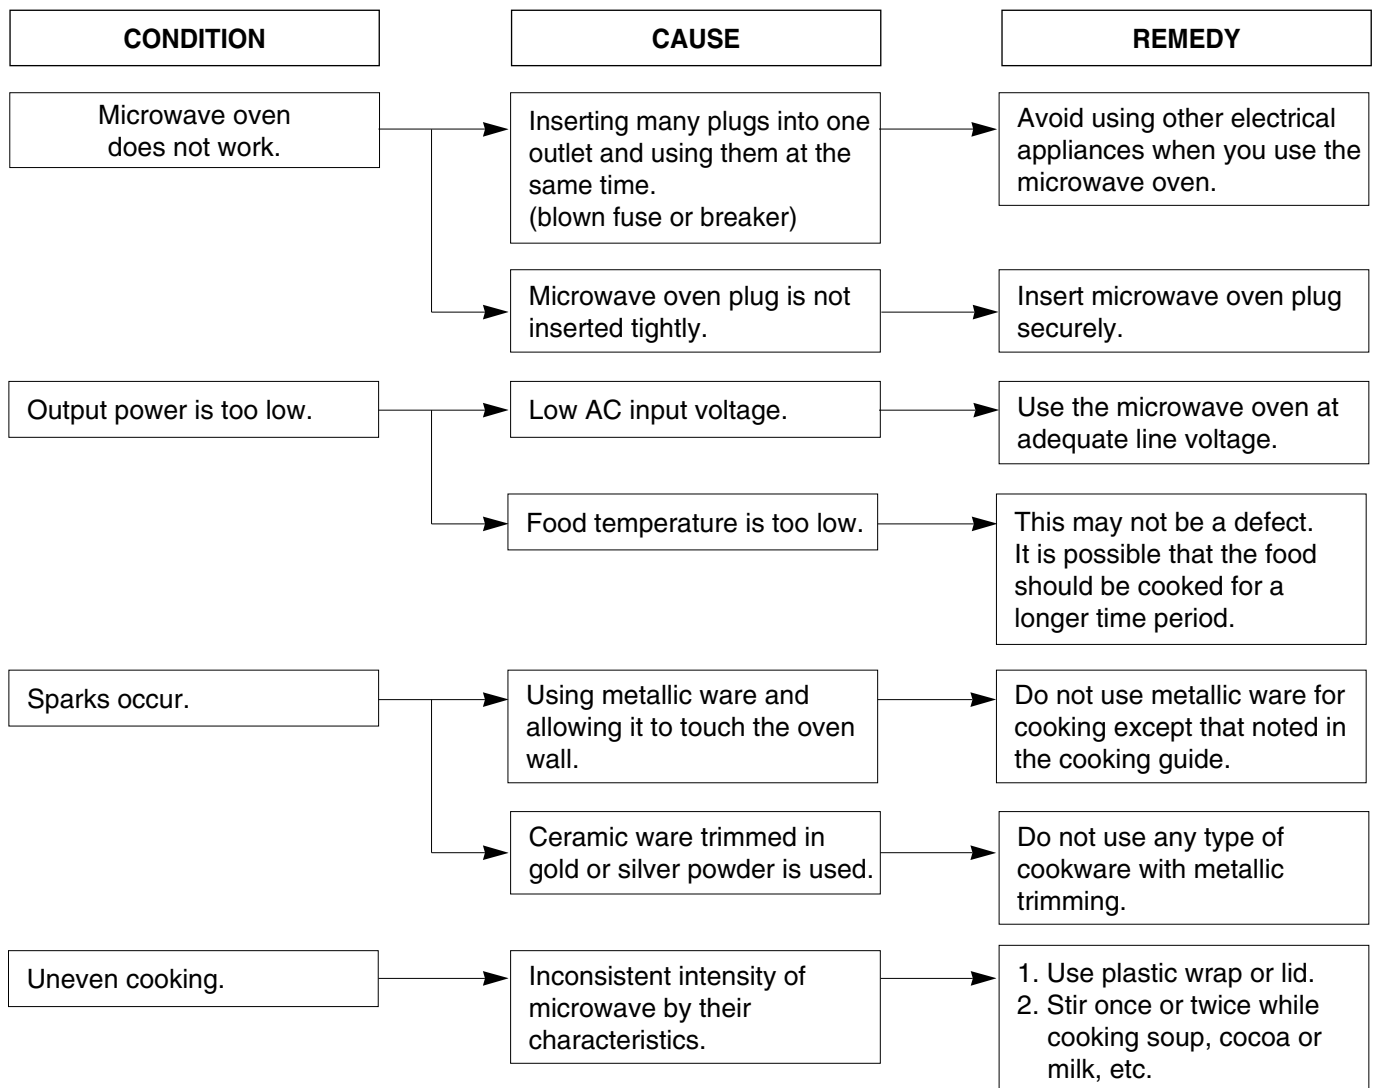 CONDITION
CAUSE
REMEDY
Microwave oven
does not work.
Inserting many plugs into one
outlet and using them at the
same time.
(blown fuse or breaker)
Avoid using other electrical
appliances when you use the
microwave oven.
Microwave oven plug is not
inserted tightly.
Insert microwave oven plug
securely.
Output power is too low.
Low AC input voltage.
Use the microwave oven at
adequate line voltage.
Food temperature is too low.
This may not be a defect.
It is possible that the food
should be cooked for a
longer time period.
Sparks occur.
Using metallic ware and
allowing it to touch the oven
wall.
Do not use metallic ware for
cooking except that noted in
the cooking guide.
Ceramic ware trimmed in
gold or silver powder is used.
Do not use any type of
cookware with metallic
trimming.
Uneven cooking.
Inconsistent intensity of
microwave by their
characteristics.
1. Use plastic wrap or lid.
2. Stir once or twice while
cooking soup, cocoa or
milk, etc.